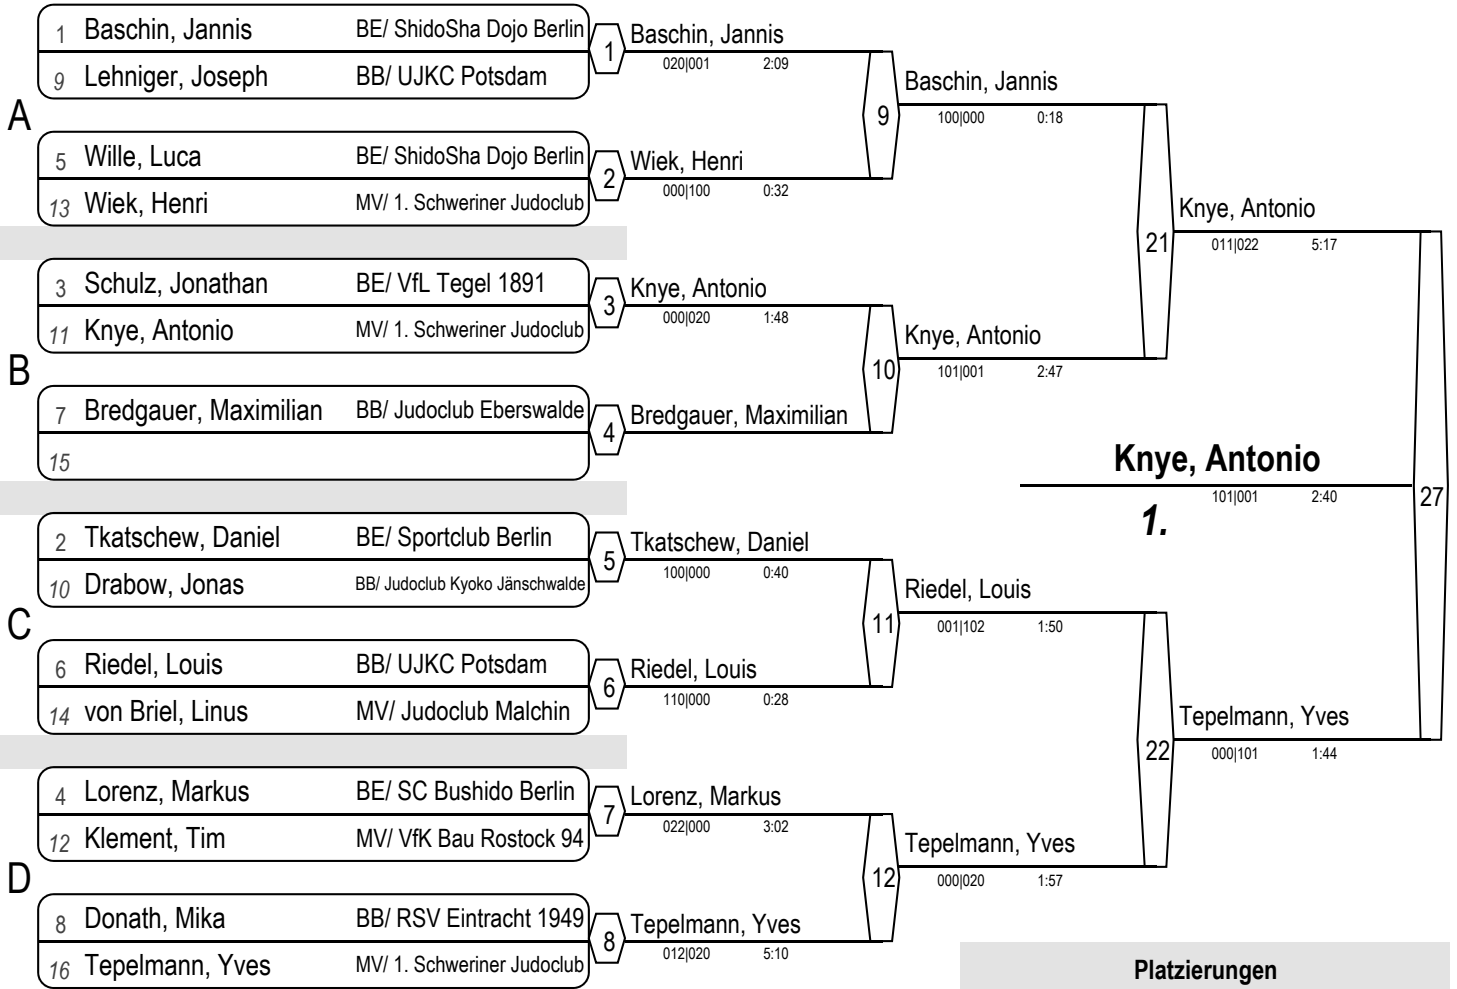 1 Baschin, Jannis BE/ ShidoSha Dojo Berlin
9 Lehniger, Joseph BB/ UJKC Potsdam
1 Baschin, Jannis
020|001 2:09
A
5 Wille, Luca BE/ ShidoSha Dojo Berlin
13 Wiek, Henri MV/ 1. Schweriner Judoclub
2 Wiek, Henri
000|100 0:32
9 Baschin, Jannis
100|000 0:18
3 Schulz, Jonathan BE/ VfL Tegel 1891
11 Knye, Antonio MV/ 1. Schweriner Judoclub
3 Knye, Antonio
000|020 1:48
B
7 Bredgauer, Maximilian BB/ Judoclub Eberswalde
15
4 Bredgauer, Maximilian
10 Knye, Antonio
101|001 2:47
21 Knye, Antonio
011|022 5:17
2 Tkatschew, Daniel BE/ Sportclub Berlin
10 Drabow, Jonas BB/ Judoclub Kyoko Jänschwalde
5 Tkatschew, Daniel
100|000 0:40
C
6 Riedel, Louis BB/ UJKC Potsdam
14 von Briel, Linus MV/ Judoclub Malchin
6 Riedel, Louis
110|000 0:28
11 Riedel, Louis
001|102 1:50
4 Lorenz, Markus BE/ SC Bushido Berlin
12 Klement, Tim MV/ VfK Bau Rostock 94
7 Lorenz, Markus
022|000 3:02
D
8 Donath, Mika BB/ RSV Eintracht 1949
16 Tepelmann, Yves MV/ 1. Schweriner Judoclub
8 Tepelmann, Yves
012|020 5:10
12 Tepelmann, Yves
000|020 1:57
22 Tepelmann, Yves
000|101 1:44
27 Knye, Antonio
101|001 2:40
1.
Platzierungen